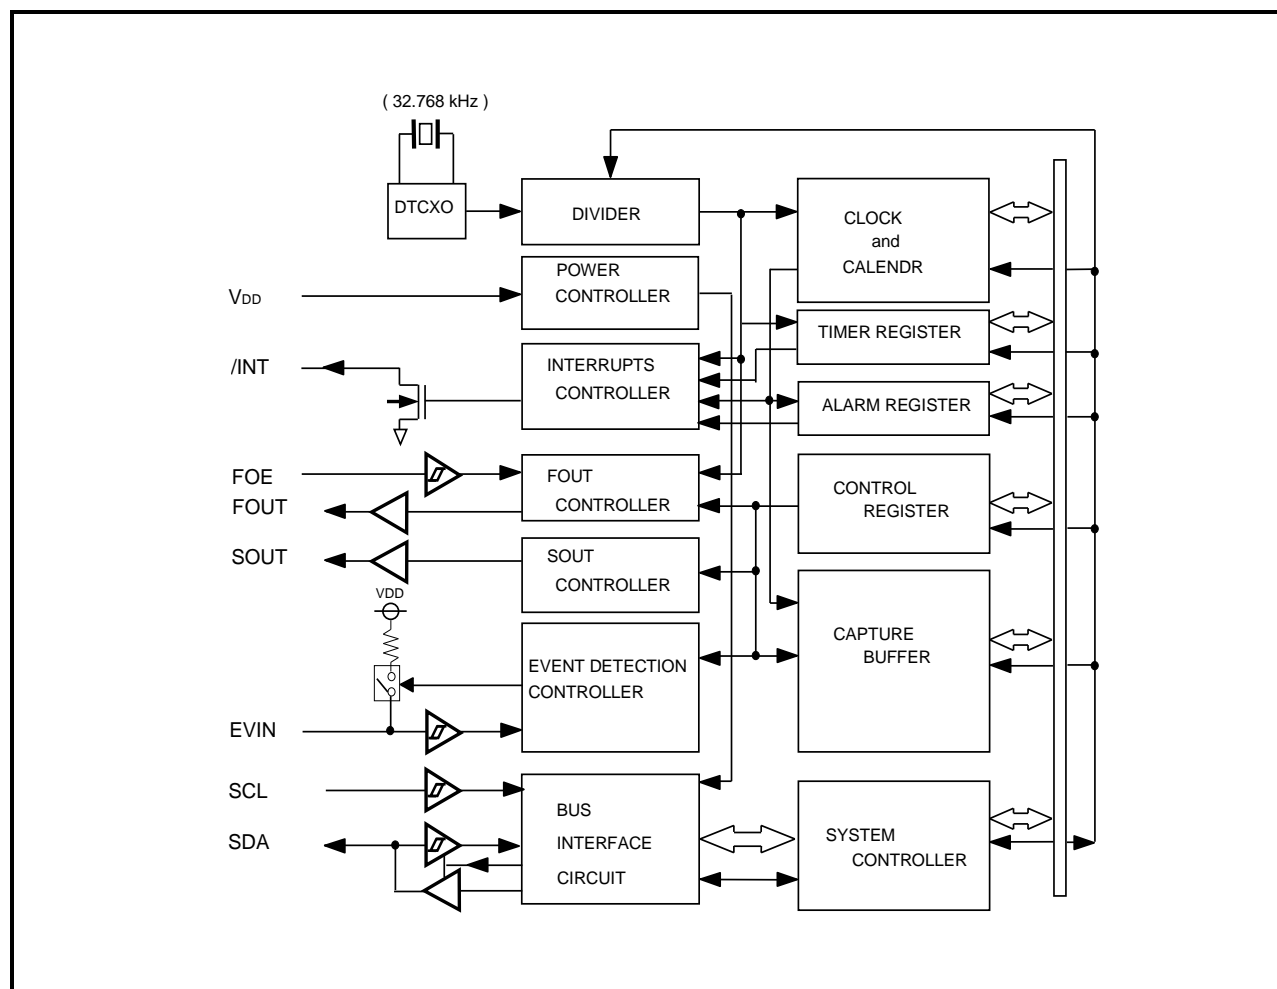 ( 32.768 kHz )
DTCXO
DIVIDER
CLOCK
and
CALENDR
VDD
POWER
CONTROLLER
TIMER REGISTER
/INT
INTERRUPTS
CONTROLLER
ALARM REGISTER
FOE
FOUT
FOUT
CONTROLLER
CONTROL
REGISTER
SOUT
SOUT
CONTROLLER
VDD
CAPTURE
BUFFER
EVENT DETECTION
CONTROLLER
EVIN
SCL
SDA
BUS
INTERFACE
CIRCUIT
SYSTEM
CONTROLLER